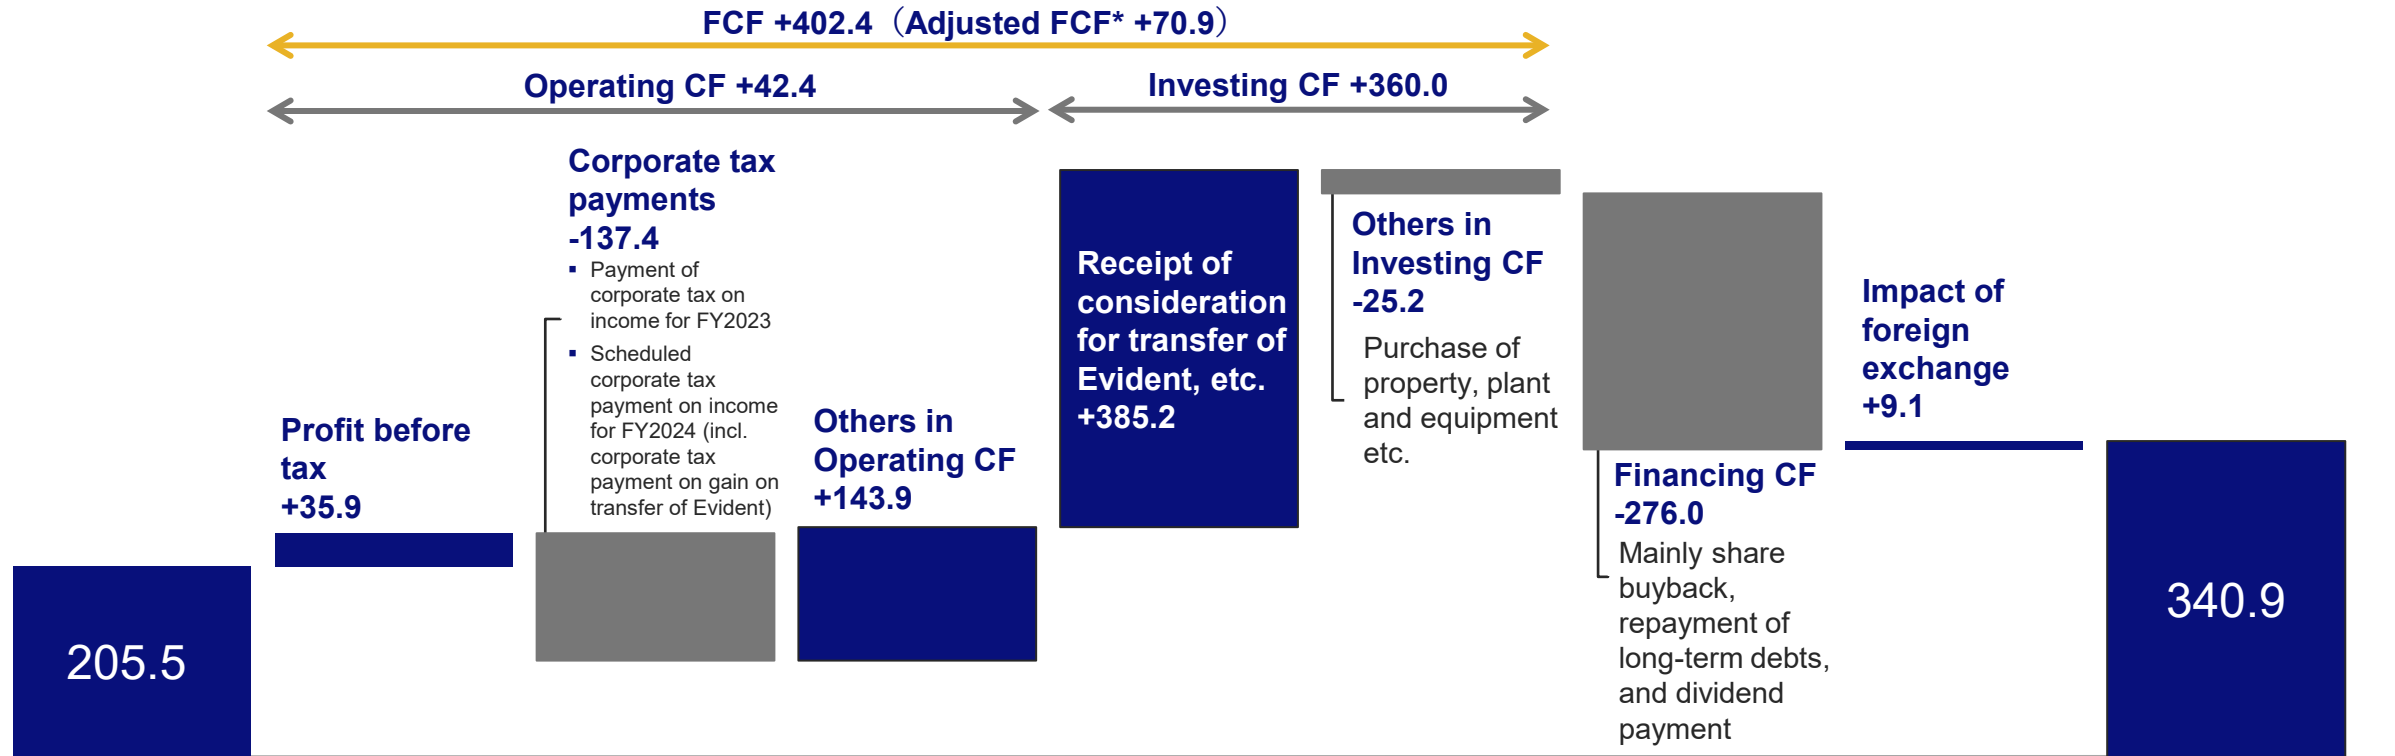 FCF +402.4（Adjusted FCF* +70.9）
Operating CF +42.4
Investing CF +360.0
205.5
Profit before
tax
+35.9
Corporate tax
payments
-137.4
▪ Payment of
corporate tax on
income for FY2023
▪ Scheduled
corporate tax
payment on income
for FY2024 (incl.
corporate tax
payment on gain on
transfer of Evident)
Others in
Operating CF
+143.9
Receipt of
consideration
for transfer of
Evident, etc.
+385.2
Others in
Investing CF
-25.2
Purchase of
property, plant
and equipment
etc.
Financing CF
-276.0
Mainly share
buyback,
repayment of
long-term debts,
and dividend
payment
Impact of
foreign
exchange
+9.1
340.9